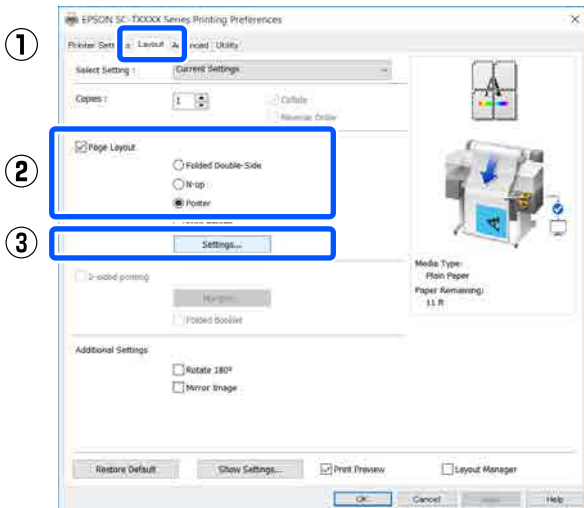 EPSON SC-TXXXX Series Printing Preferences
1
Layout
Utility
Select Setting :
Current Settings
Copies :
1
Collate
Reverse Order
2
Page Layout
Folded Double-Side
N-up
Poster
3
Settings...
2-sided printing
Margins...
Folded Booklet
Media Type:
Plain Paper
Paper Remaining:
11 ft
Additional Settings
Rotate 180°
Mirror Image
Restore Default
Show Settings...
Print Preview
Layout Manager
OK
Cancel
Help